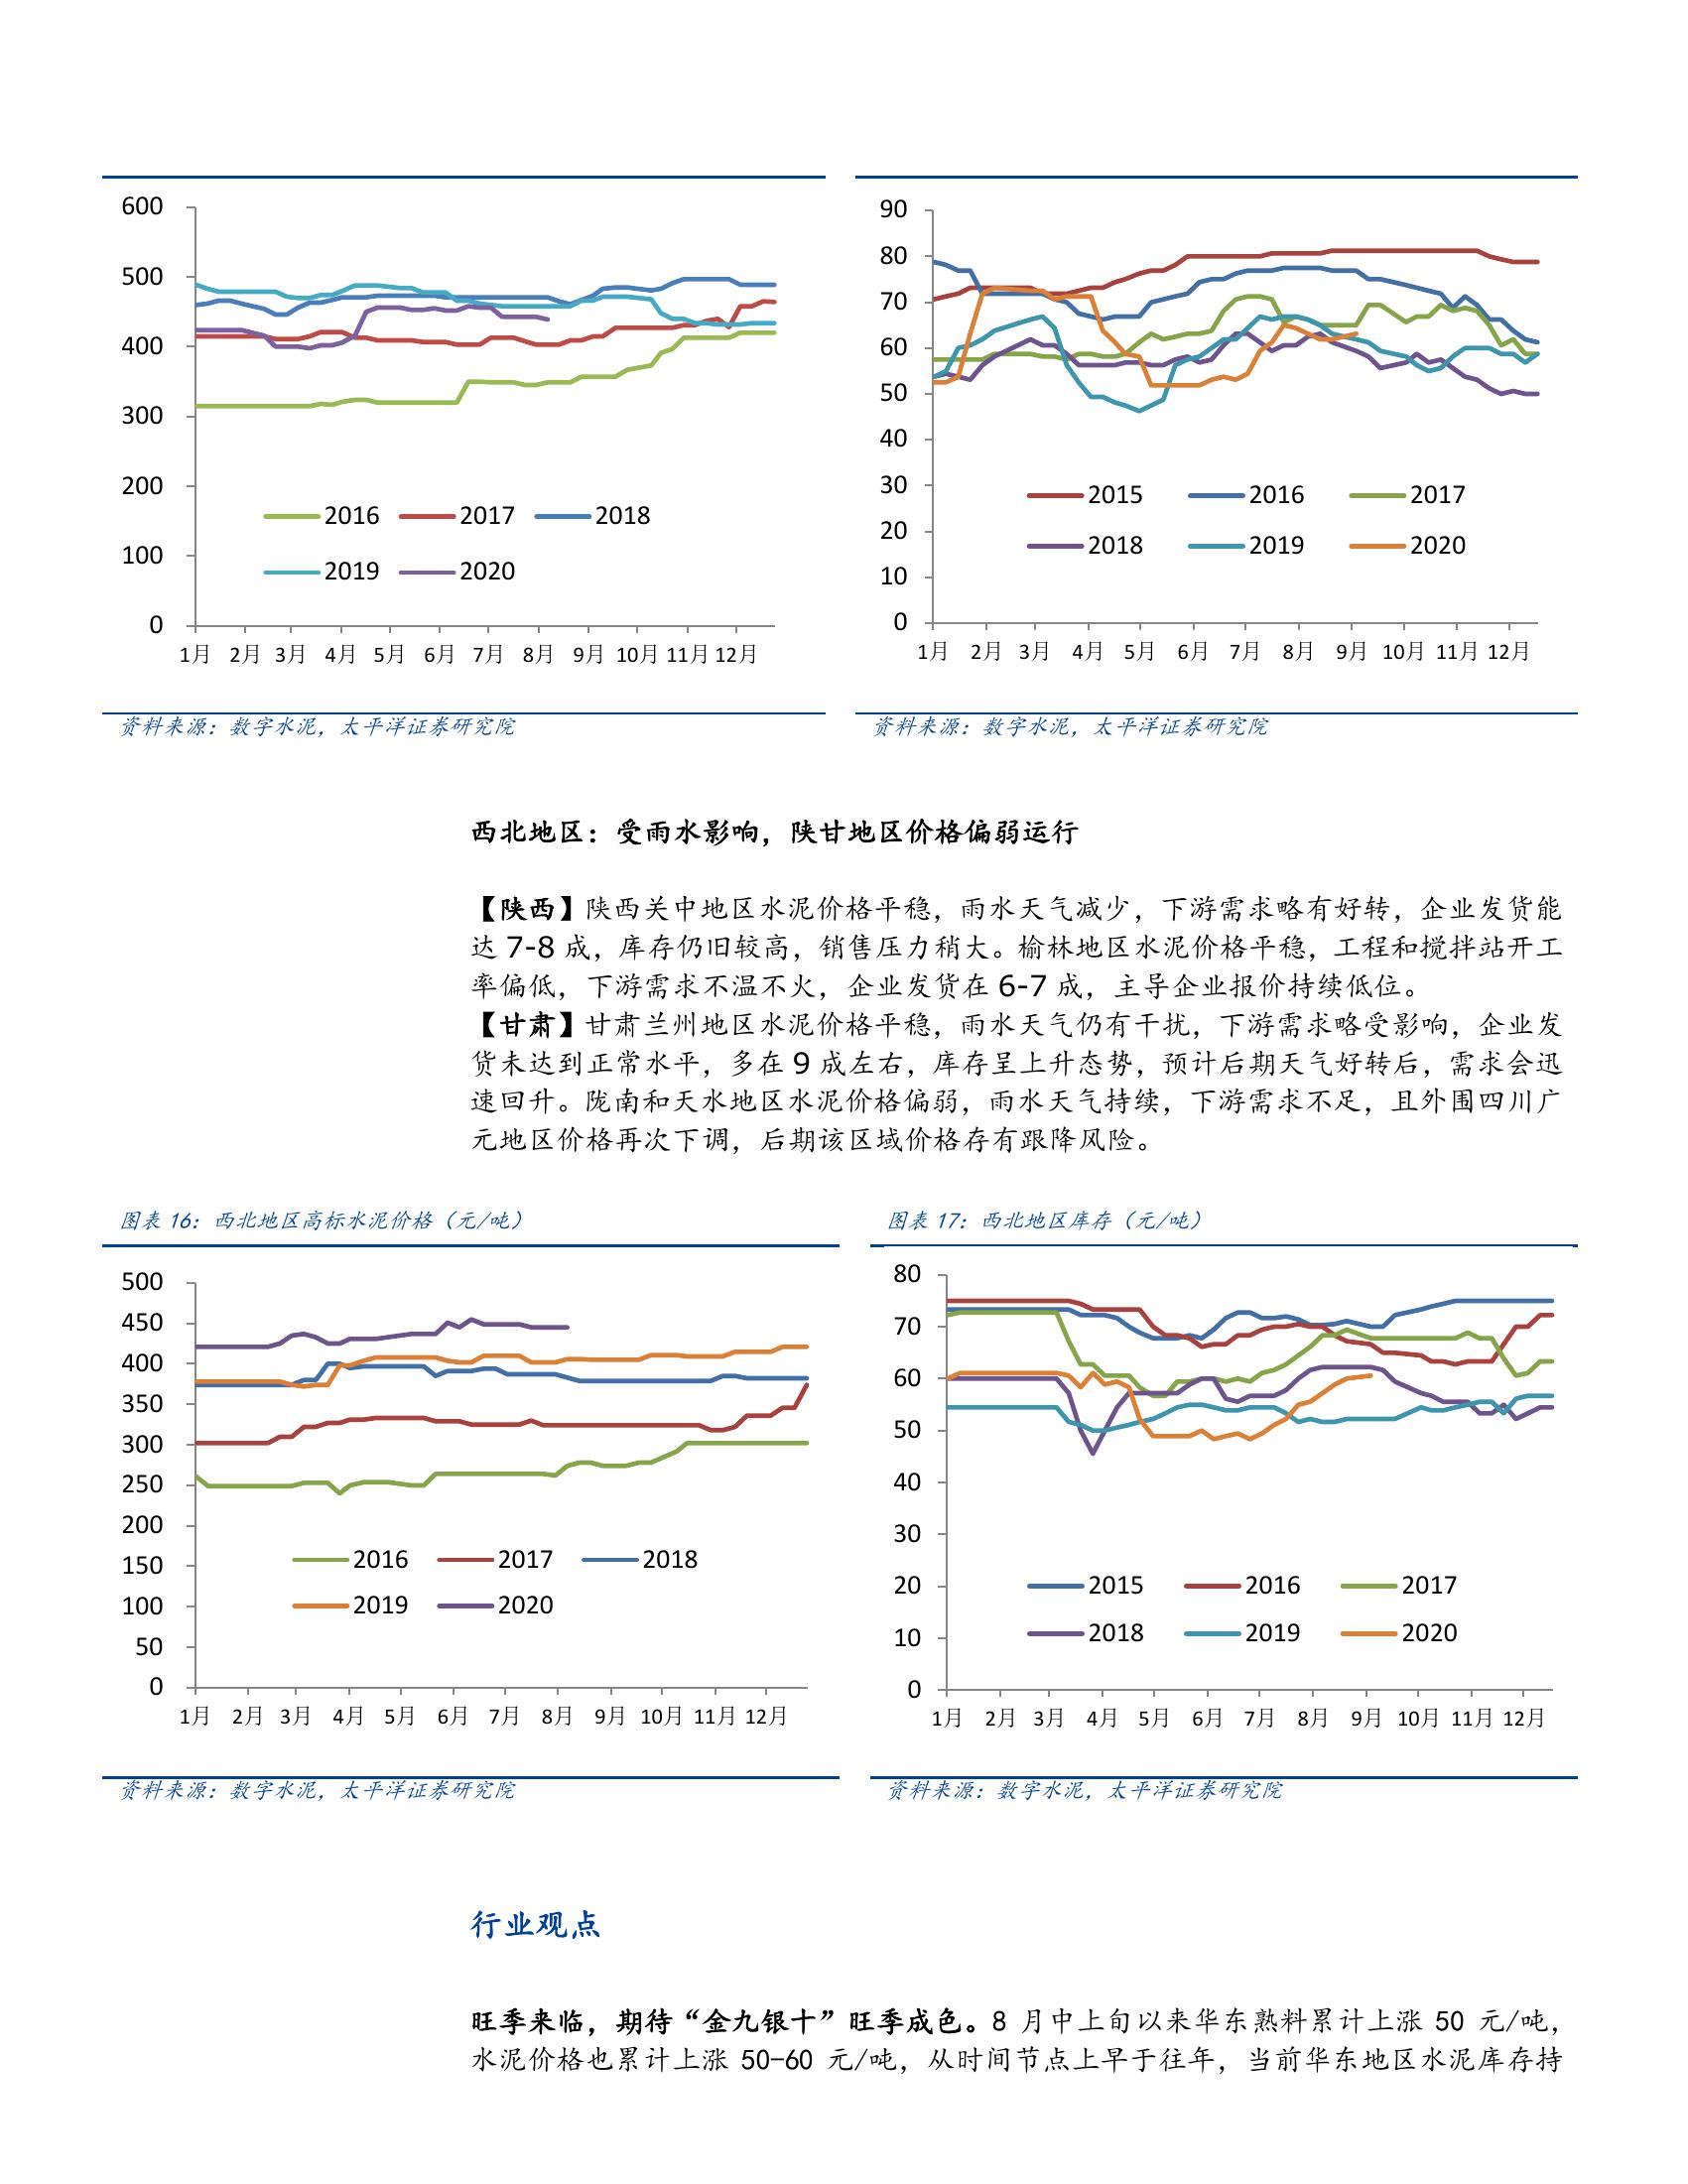 600
500
400
300
200
100
0
2016 2017 2018
2019 2020
1月 2月 3月 4月 5月 6月 7月 8月 9月 10月 11月 12月
90
80
70
60
50
40
30
20
10
0
2015 2016 2017
2018 2019 2020
1月 2月 3月 4月 5月 6月 7月 8月 9月 10月 11月 12月
资料来源：数字水泥，太平洋证券研究院
资料来源：数字水泥，太平洋证券研究院
西北地区：受雨水影响，陕甘地区价格偏弱运行
【陕西】陕西关中地区水泥价格平稳，雨水天气减少，下游需求略有好转，企业发货能
达 7-8 成，库存仍旧较高，销售压力稍大。榆林地区水泥价格平稳，工程和搅拌站开工
率偏低，下游需求不温不火，企业发货在 6-7 成，主导企业报价持续低位。
【甘肃】甘肃兰州地区水泥价格平稳，雨水天气仍有干扰，下游需求略受影响，企业发
货未达到正常水平，多在 9 成左右，库存呈上升态势，预计后期天气好转后，需求会迅
速回升。陇南和天水地区水泥价格偏弱，雨水天气持续，下游需求不足，且外围四川广
元地区价格再次下调，后期该区域价格存有跟降风险。
图表 16：西北地区高标水泥价格（元/吨）
图表 17：西北地区库存（元/吨）
500
450
400
350
300
250
200
150
100
50
0
2016 2017 2018
2019 2020
1月 2月 3月 4月 5月 6月 7月 8月 9月 10月 11月 12月
80
70
60
50
40
30
20
10
0
2015 2016 2017
2018 2019 2020
1月 2月 3月 4月 5月 6月 7月 8月 9月 10月 11月 12月
资料来源：数字水泥，太平洋证券研究院
资料来源：数字水泥，太平洋证券研究院
行业观点
旺季来临，期待“金九银十”旺季成色。8 月中上旬以来华东熟料累计上涨 50 元/吨，
水泥价格也累计上涨 50-60 元/吨，从时间节点上早于往年，当前华东地区水泥库存持